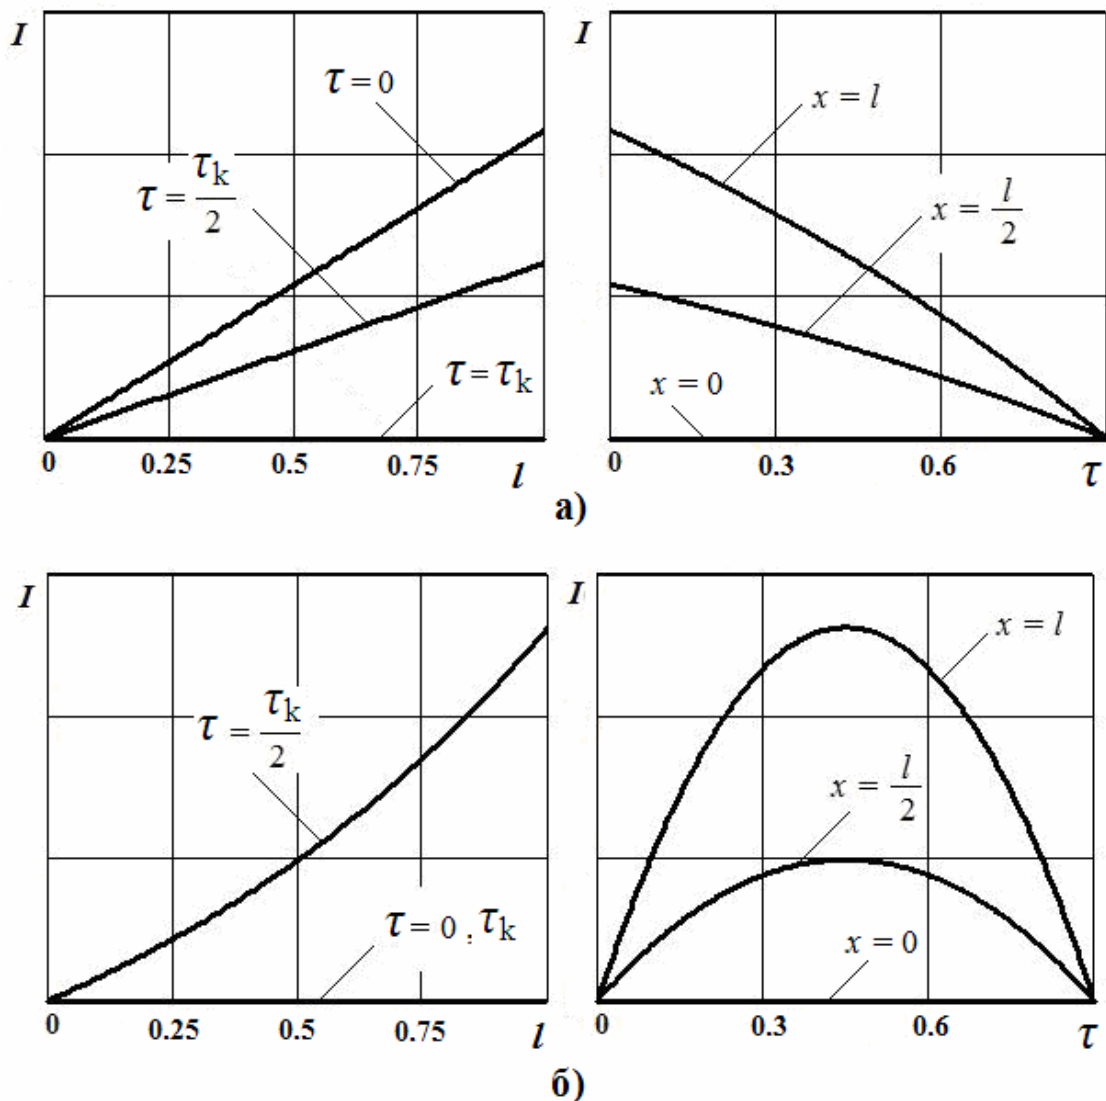 I
τ = 0
τ = τk/2
τ = τk
0 0.25 0.5 0.75 l
I
x = l
x = l/2
x = 0
0 0.3 0.6 τ
а)
I
τ = τk/2
τ = 0 , τk
0 0.25 0.5 0.75 l
I
x = l
x = l/2
x = 0
0 0.3 0.6 τ
б)